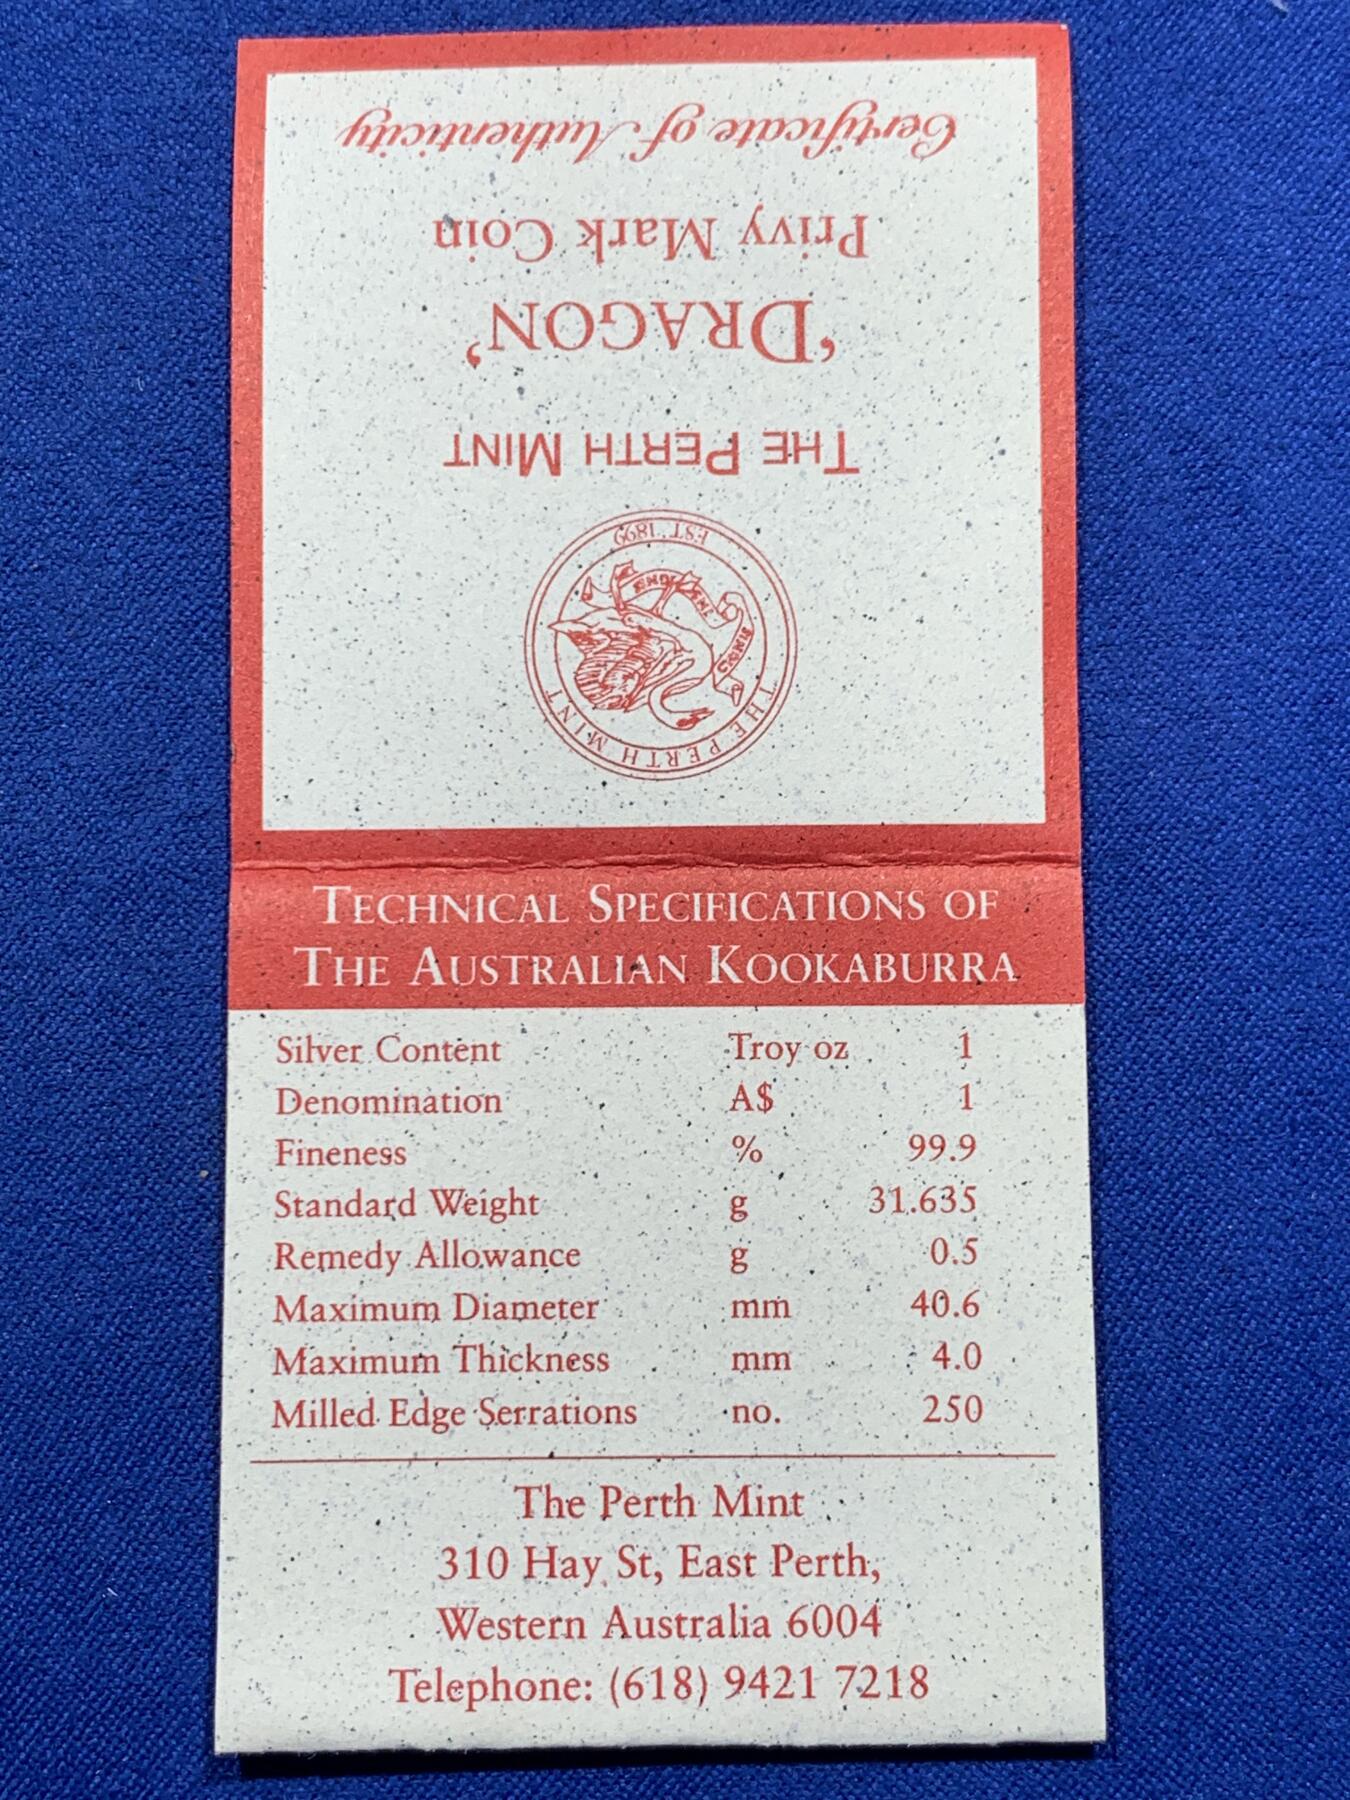 Certificate of Authenticity
Privy Mark Coin
‘DRAGON’
THE PERTH MINT
EST. 1899
THE PERTH MINT
TECHNICAL SPECIFICATIONS OF
THE AUSTRALIAN KOOKABURRA
Silver Content Troy oz 1
Denomination A$ 1
Fineness % 99.9
Standard Weight g 31.635
Remedy Allowance g 0.5
Maximum Diameter mm 40.6
Maximum Thickness mm 4.0
Milled Edge Serrations no. 250
The Perth Mint
310 Hay St, East Perth,
Western Australia 6004
Telephone: (618) 9421 7218